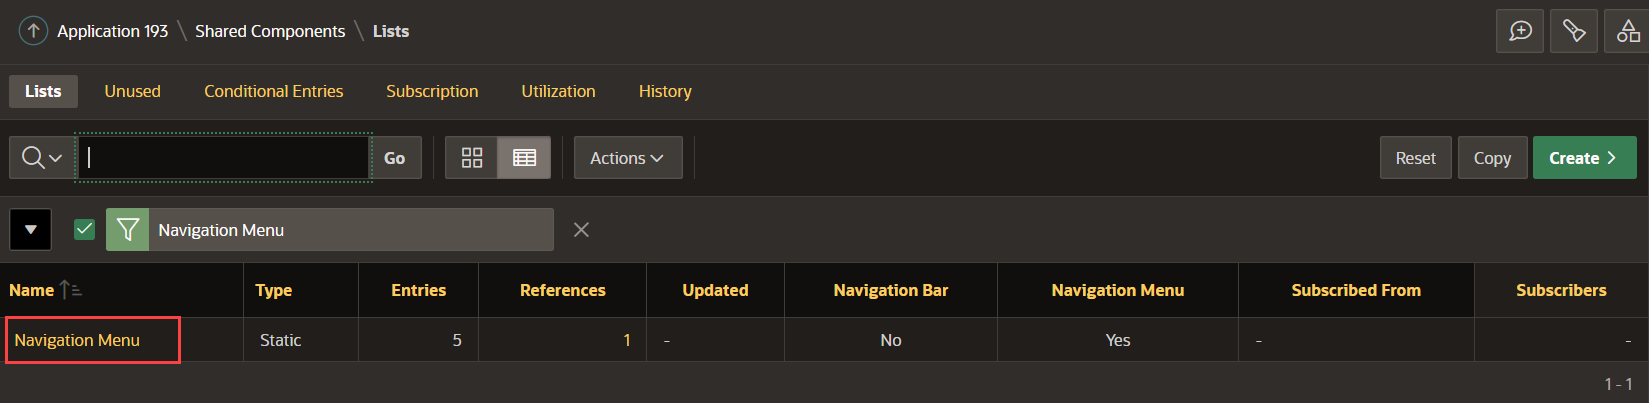 Application 193 \ Shared Components \ Lists
Lists Unused Conditional Entries Subscription Utilization History
Go Actions Reset Copy Create
Navigation Menu
Name Type Entries References Updated Navigation Bar Navigation Menu Subscribed From Subscribers
Navigation Menu Static 5 1 - No Yes - -
1 - 1